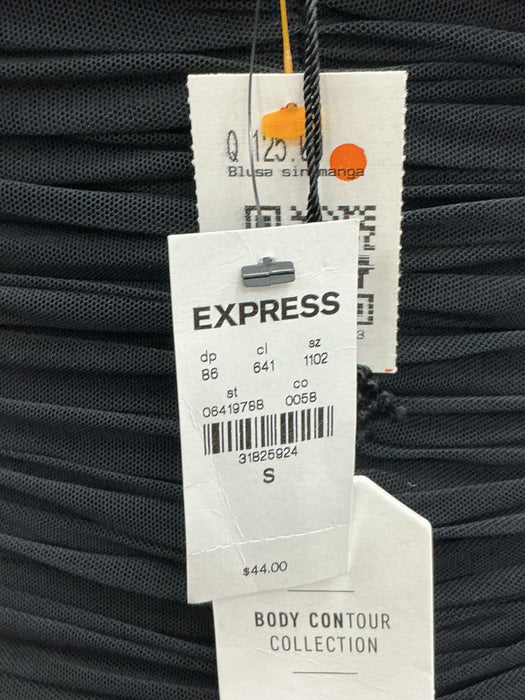 Q 125.
Blusa sin manga
3
EXPRESS
dp cl sz
86 641 1102
st co
06419788 0058
31825924
S
$44.00
BODY CONTOUR
COLLECTION